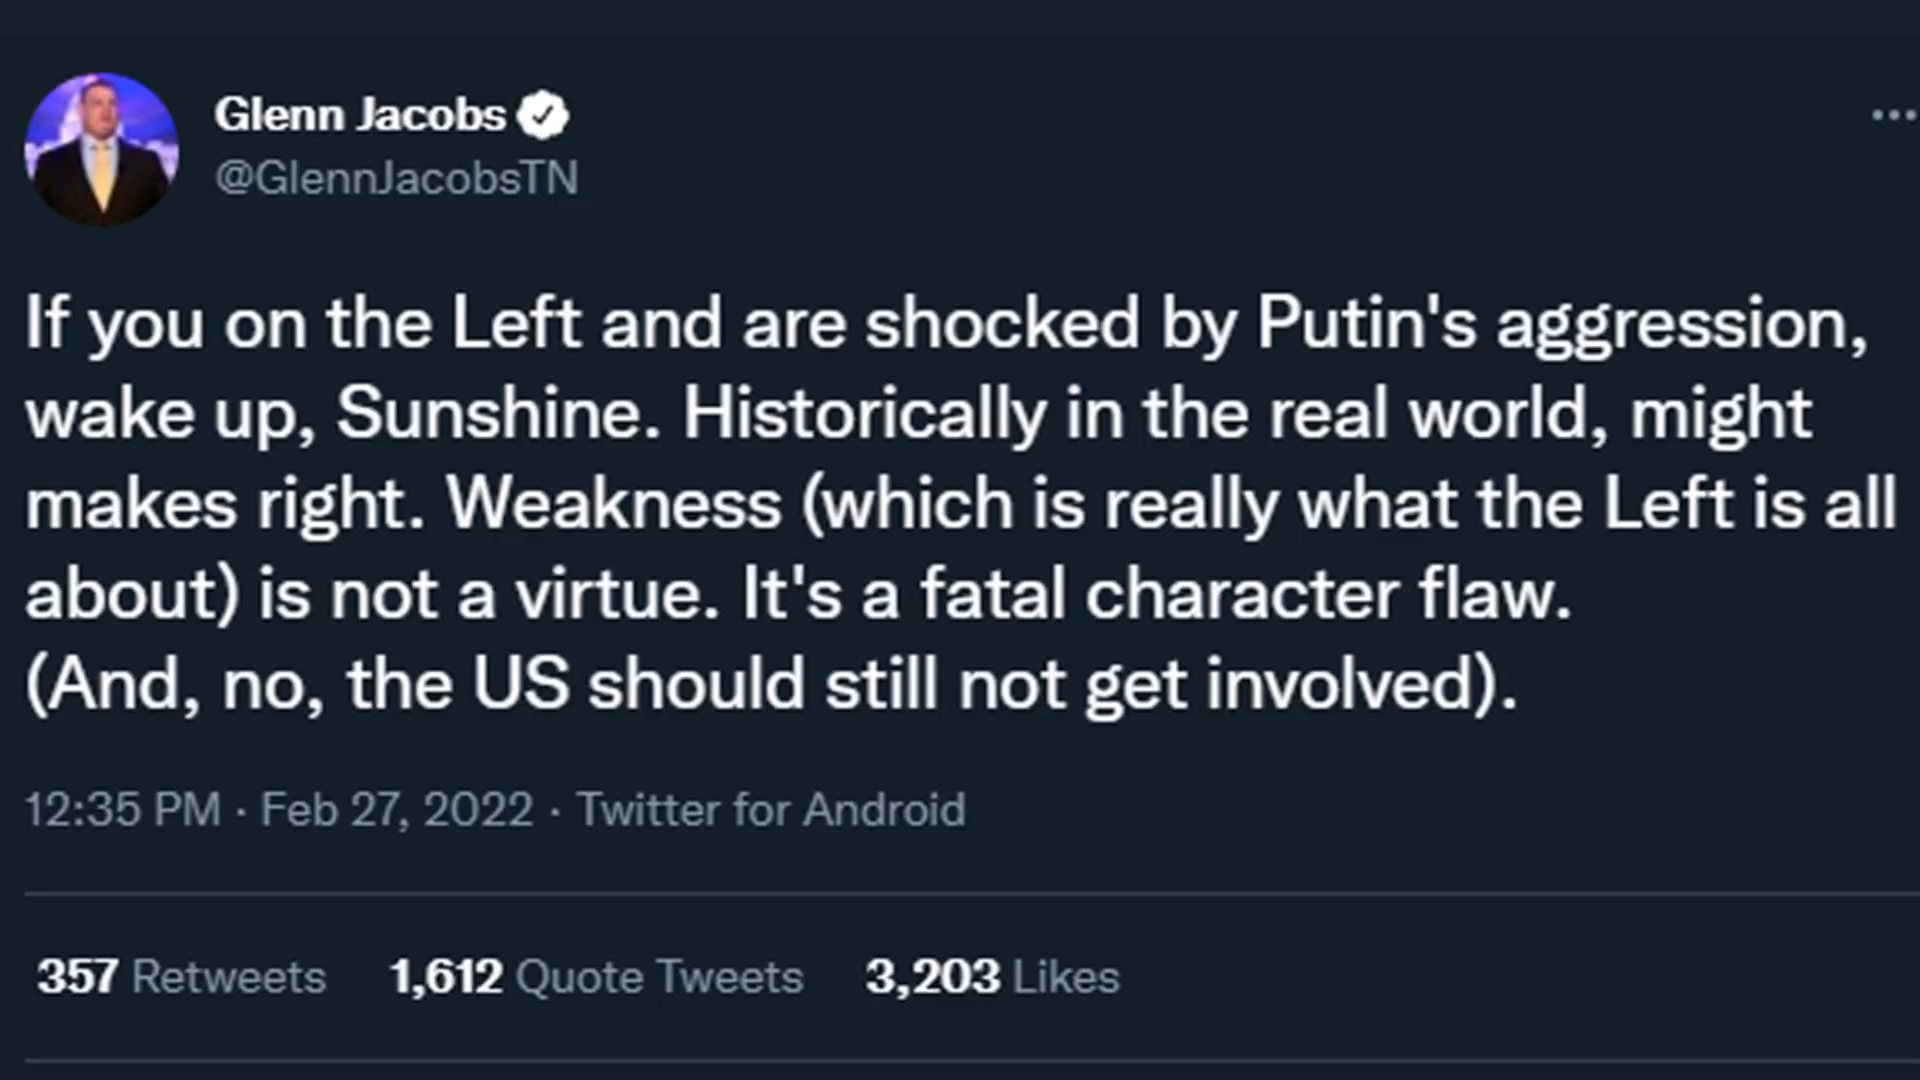 Glenn Jacobs
@GlennJacobsTN
If you on the Left and are shocked by Putin's aggression,
wake up, Sunshine. Historically in the real world, might
makes right. Weakness (which is really what the Left is all
about) is not a virtue. It's a fatal character flaw.
(And, no, the US should still not get involved).
12:35 PM · Feb 27, 2022 · Twitter for Android
357 Retweets 1,612 Quote Tweets 3,203 Likes